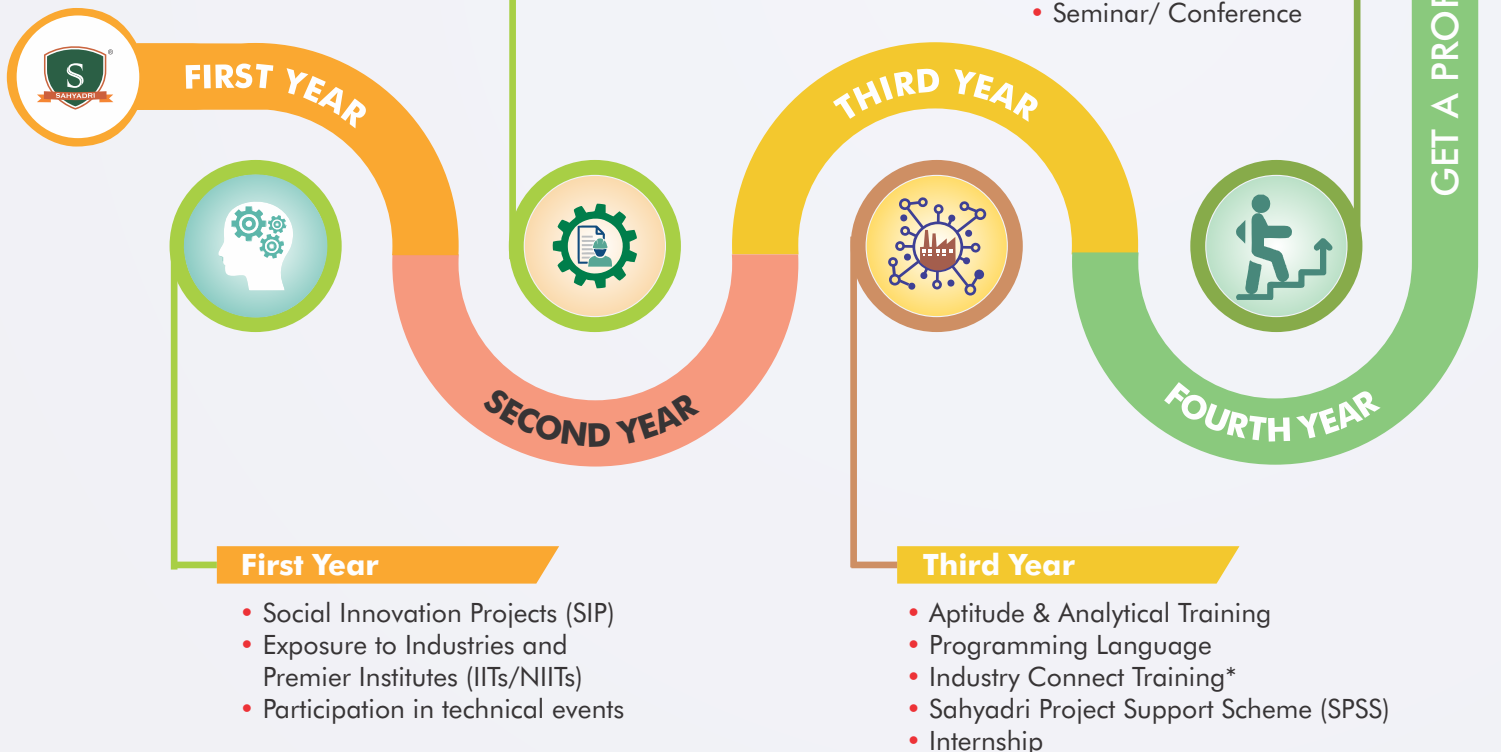 • Seminar/ Conference
S
®
SAHYADRI
FIRST YEAR
THIRD YEAR
GET A PROF
SECOND YEAR
FOURTH YEAR
First Year
• Social Innovation Projects (SIP)
• Exposure to Industries and
Premier Institutes (IITs/NIITs)
• Participation in technical events
Third Year
• Aptitude & Analytical Training
• Programming Language
• Industry Connect Training*
• Sahyadri Project Support Scheme (SPSS)
• Internship